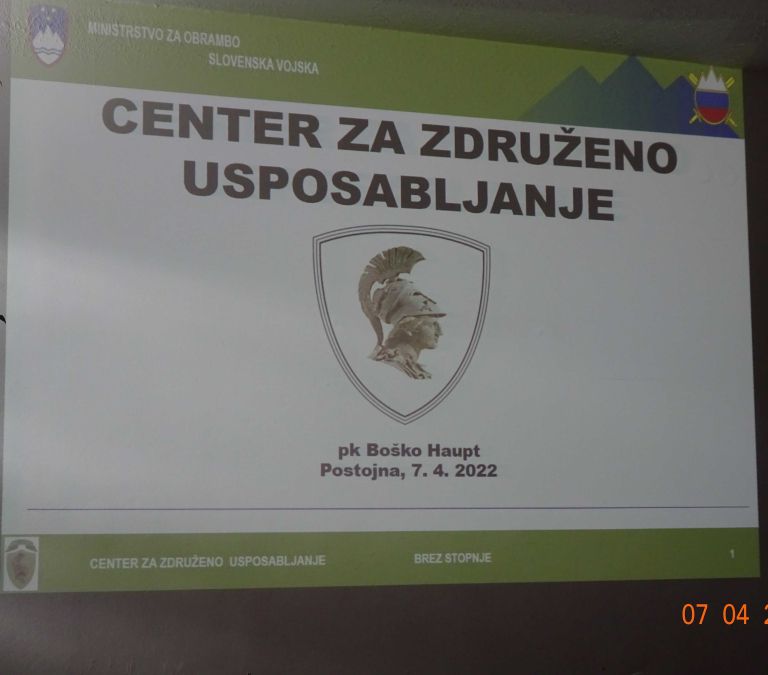 MINISTRSTVO ZA OBRAMBO
SLOVENSKA VOJSKA
CENTER ZA ZDRUŽENO
USPOSABLJANJE
pk Boško Haupt
Postojna, 7. 4. 2022
CENTER ZA ZDRUŽENO USPOSABLJANJE BREZ STOPNJE 1
07 04